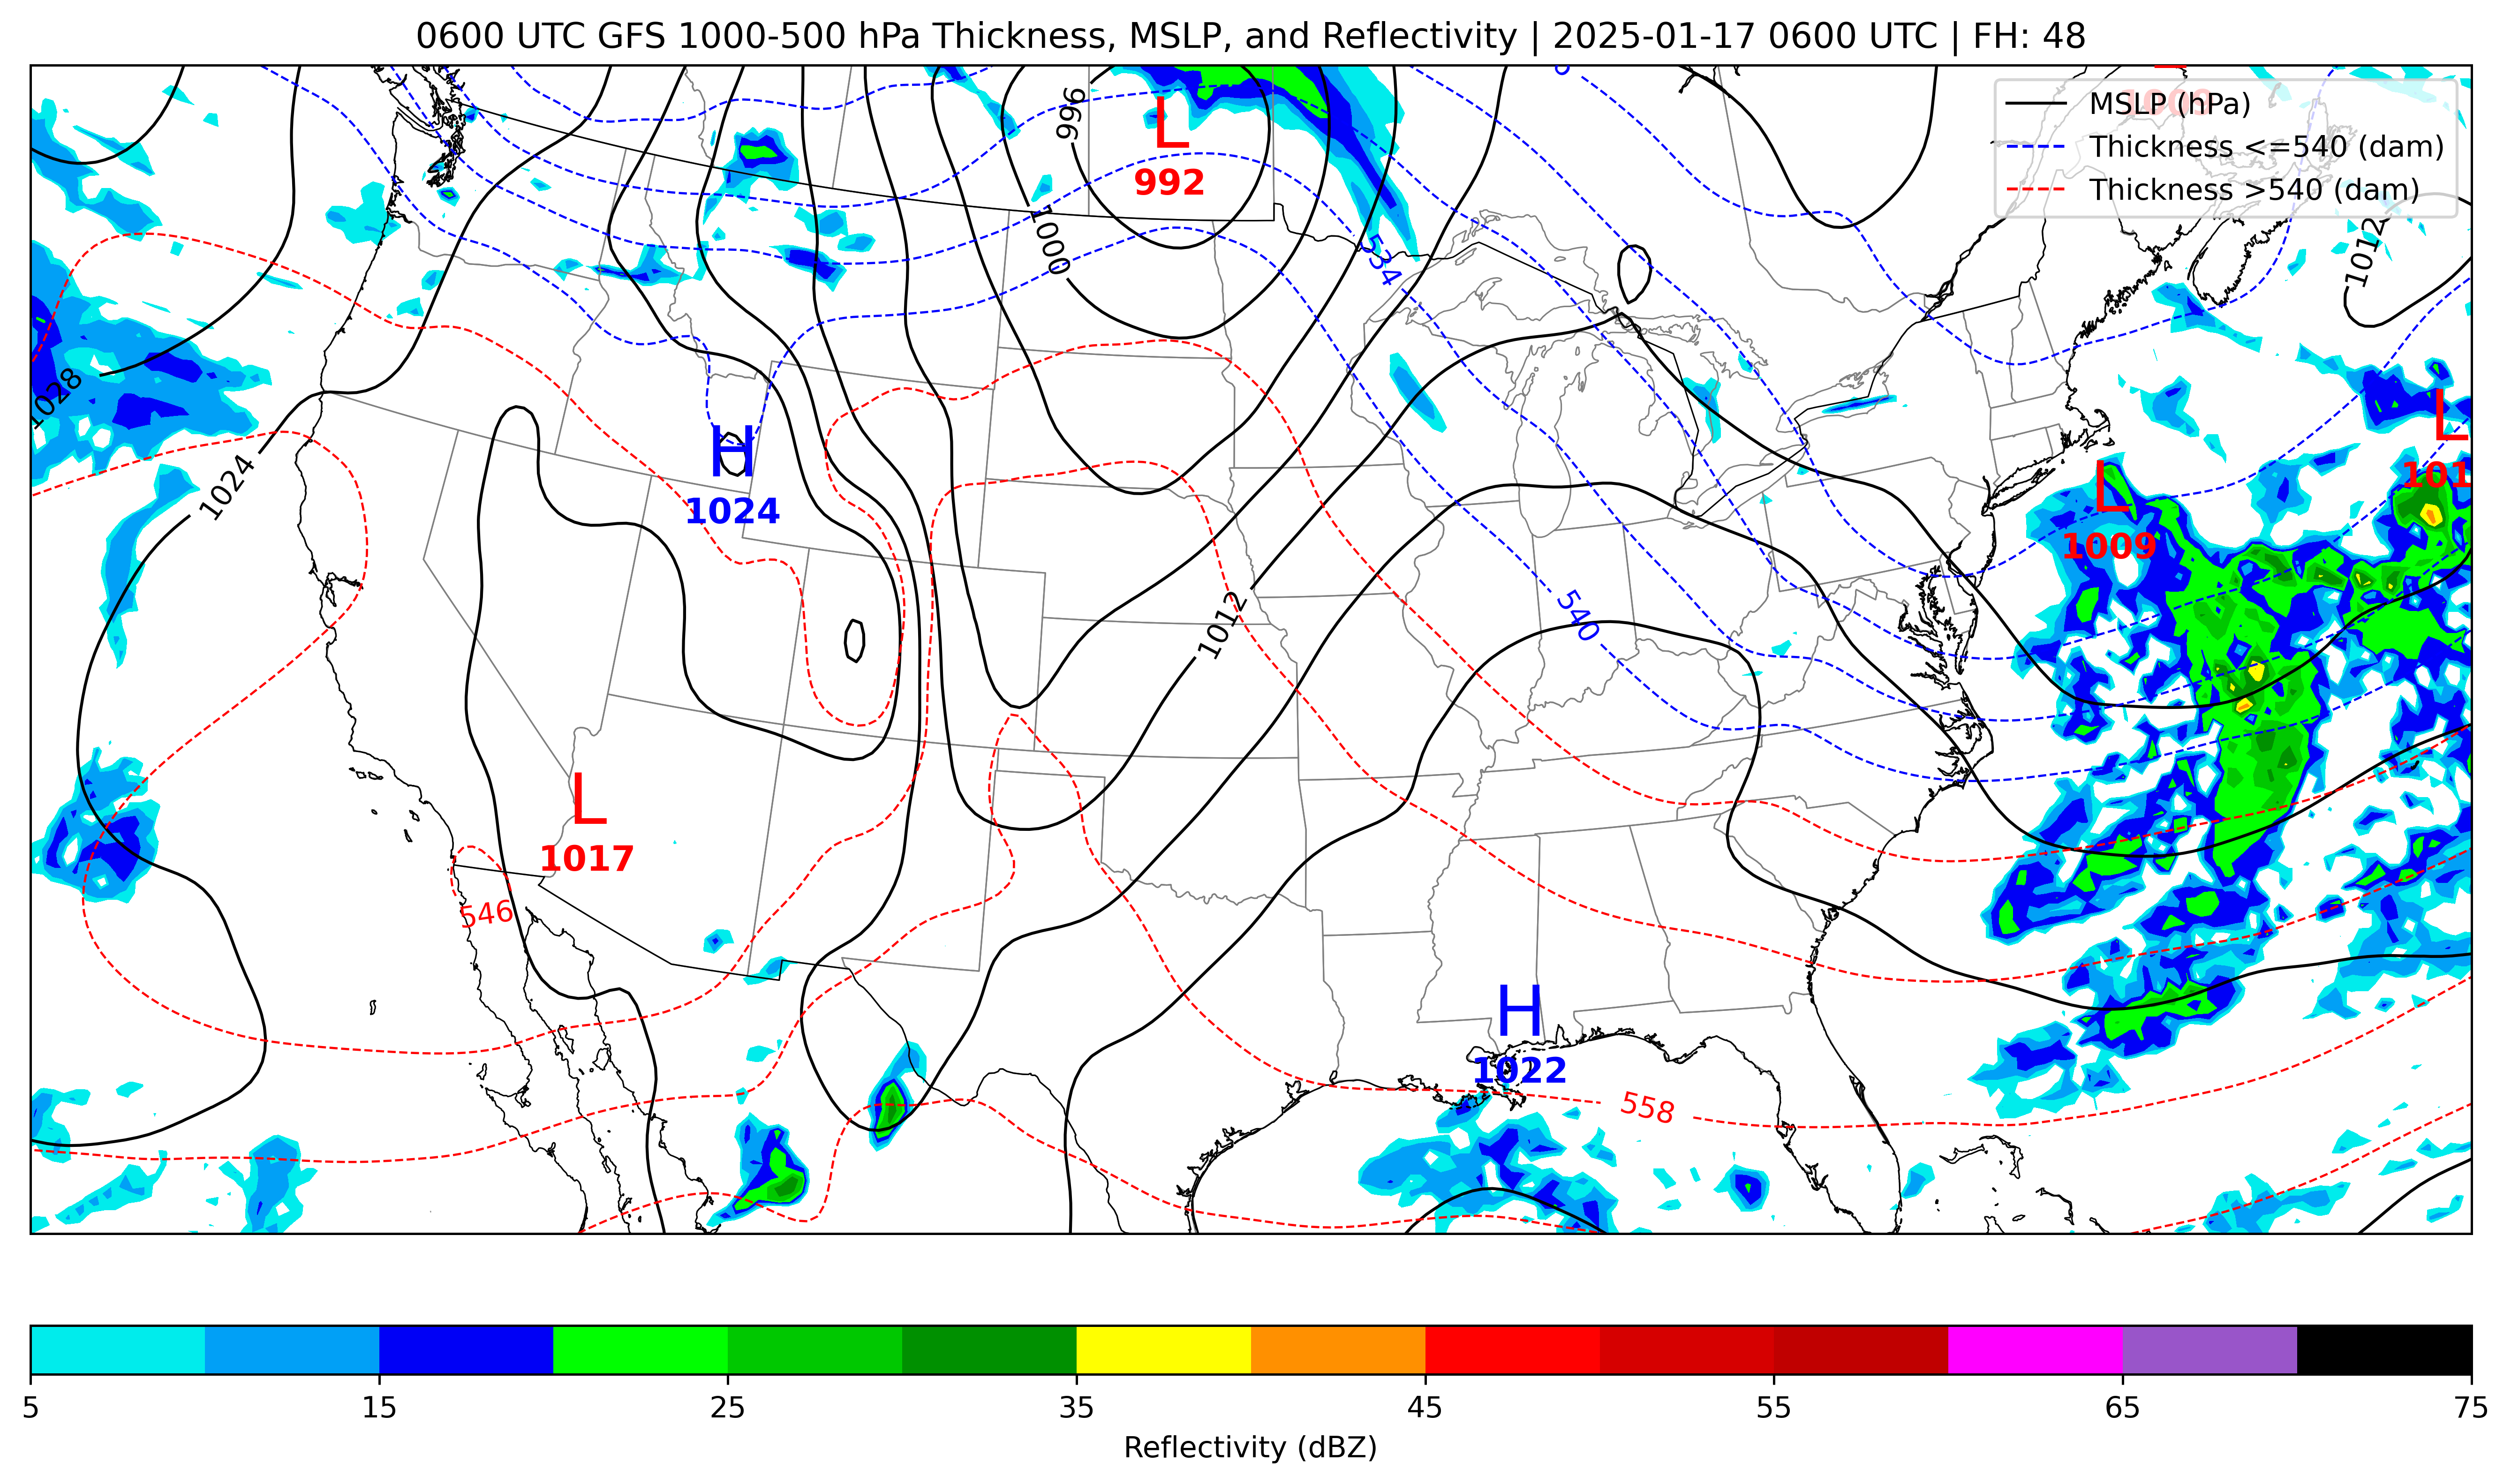 0600 UTC GFS 1000-500 hPa Thickness, MSLP, and Reflectivity | 2025-01-17 0600 UTC | FH: 48
MSLP (hPa)
Thickness <=540 (dam)
Thickness >540 (dam)
996
L
992
1000
534
1012
1028
1024
H
1024
L
1009
L
101
540
1012
L
1017
546
H
1022
558
5
15
25
35
45
55
65
75
Reflectivity (dBZ)